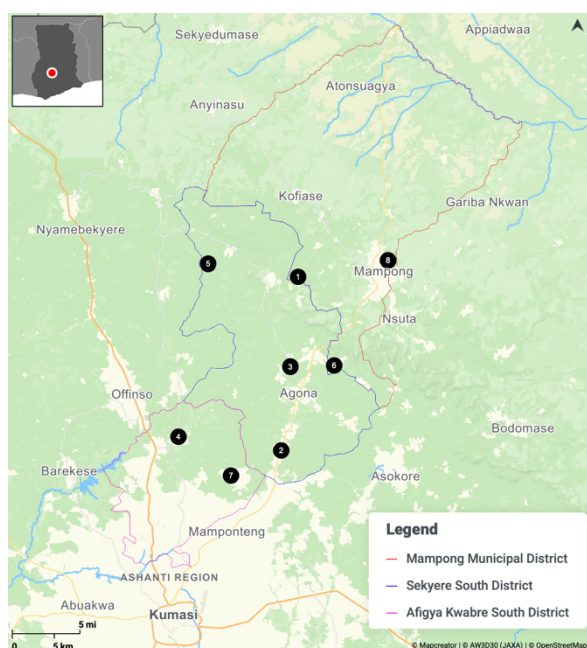 Sekyedumase
Appiadwaa
Atonsuagya
Anyinasu
Kofiase
Gariba Nkwan
Nyamebekyere
5
1
8
Mampong
Nsuta
3
6
Offinso
Agona
4
2
Bodomase
Barekese
7
Asokore
Mamponteng
ASHANTI REGION
Abuakwa
Kumasi
5 mi
0
5 km
Legend
Mampong Municipal District
Sekyere South District
Afigya Kwabre South District
© Mapcreator | © AW3D30 (JAXA) | © OpenStreetMap